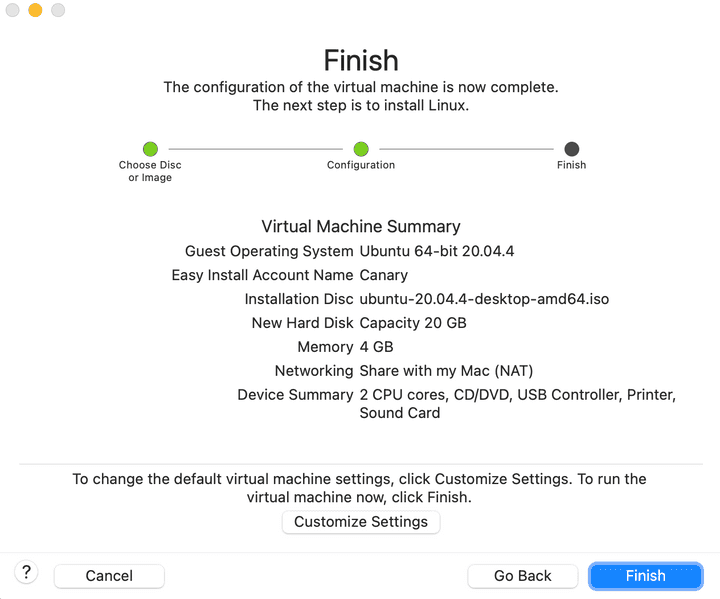 Finish
The configuration of the virtual machine is now complete.
The next step is to install Linux.
Choose Disc
or Image
Configuration
Finish
Virtual Machine Summary
Guest Operating System Ubuntu 64-bit 20.04.4
Easy Install Account Name Canary
Installation Disc ubuntu-20.04.4-desktop-amd64.iso
New Hard Disk Capacity 20 GB
Memory 4 GB
Networking Share with my Mac (NAT)
Device Summary 2 CPU cores, CD/DVD, USB Controller, Printer,
Sound Card
To change the default virtual machine settings, click Customize Settings. To run the
virtual machine now, click Finish.
Customize Settings
? Cancel Go Back Finish